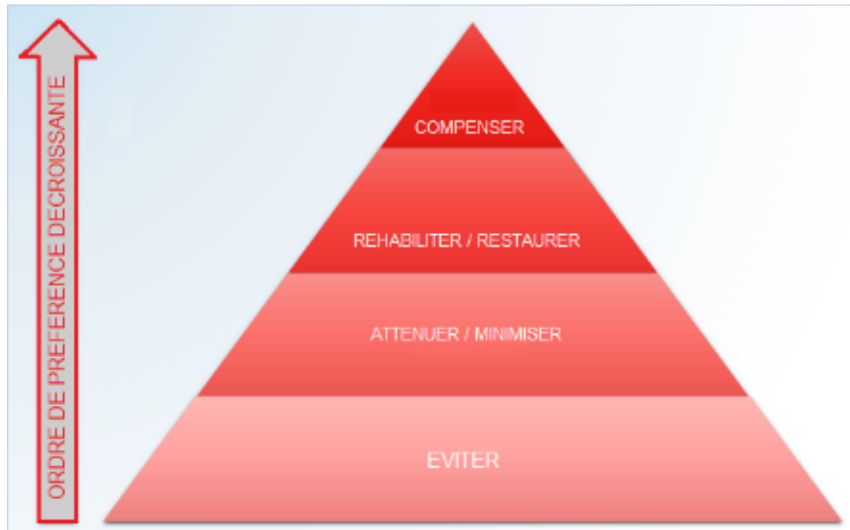 ORDRE DE PREFERENCE DECROISSANTE
COMPENSER
REHABILITER / RESTAURER
ATTENUER / MINIMISER
EVITER